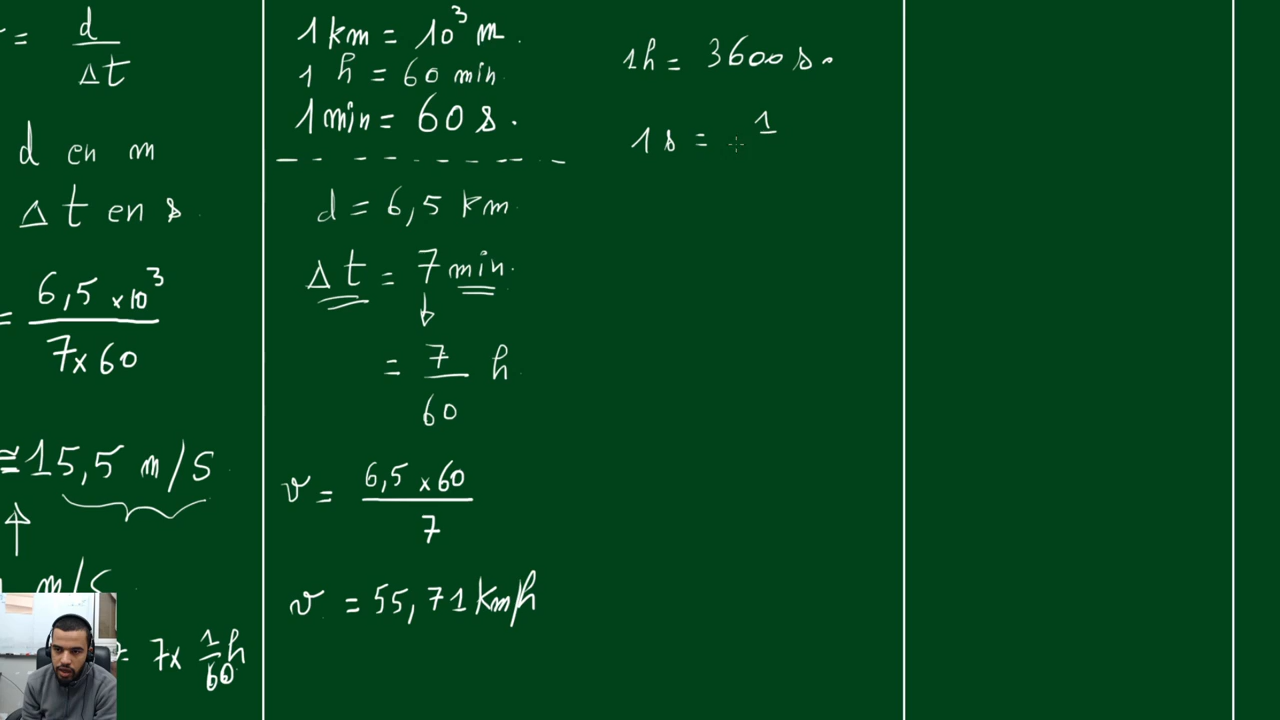 = d / Δt
d en m
Δt en s
= 6,5 × 10³ / 7 × 60
≅ 15,5 m/s
↑
m/s
= 7 × 1/60 h
1 km = 10³ m.
1 h = 60 min
1 min = 60 s.
d = 6,5 km.
Δt = 7 min.
↓
= 7/60 h
v = 6,5 × 60 / 7
v = 55,71 km/h
1h = 3600 s.
1 s = 1